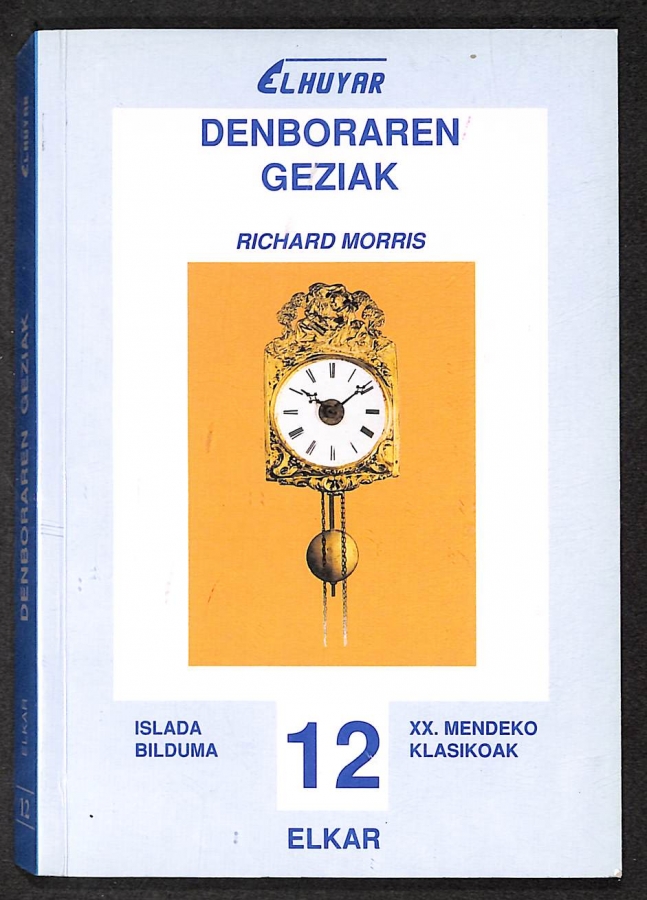 ELHUYAR
DENBORAREN
GEZIAK
RICHARD MORRIS
ISLADA
BILDUMA
12
XX. MENDEKO
KLASIKOAK
ELKAR
ELHUYAR
DENBORAREN GEZIAK
ELKAR
12